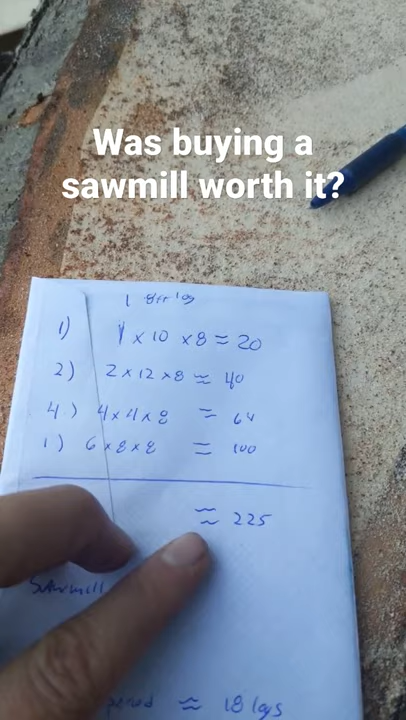 Was buying a
sawmill worth it?
1 8ft log
1) 1 x 10 x 8 ≈ 20
2) 2 x 12 x 8 ≈ 40
4.) 4 x 4 x 8 = 64
1) 6 x 8 x 8 = 100
≈ 225
Sawmill
≈ 18 logs